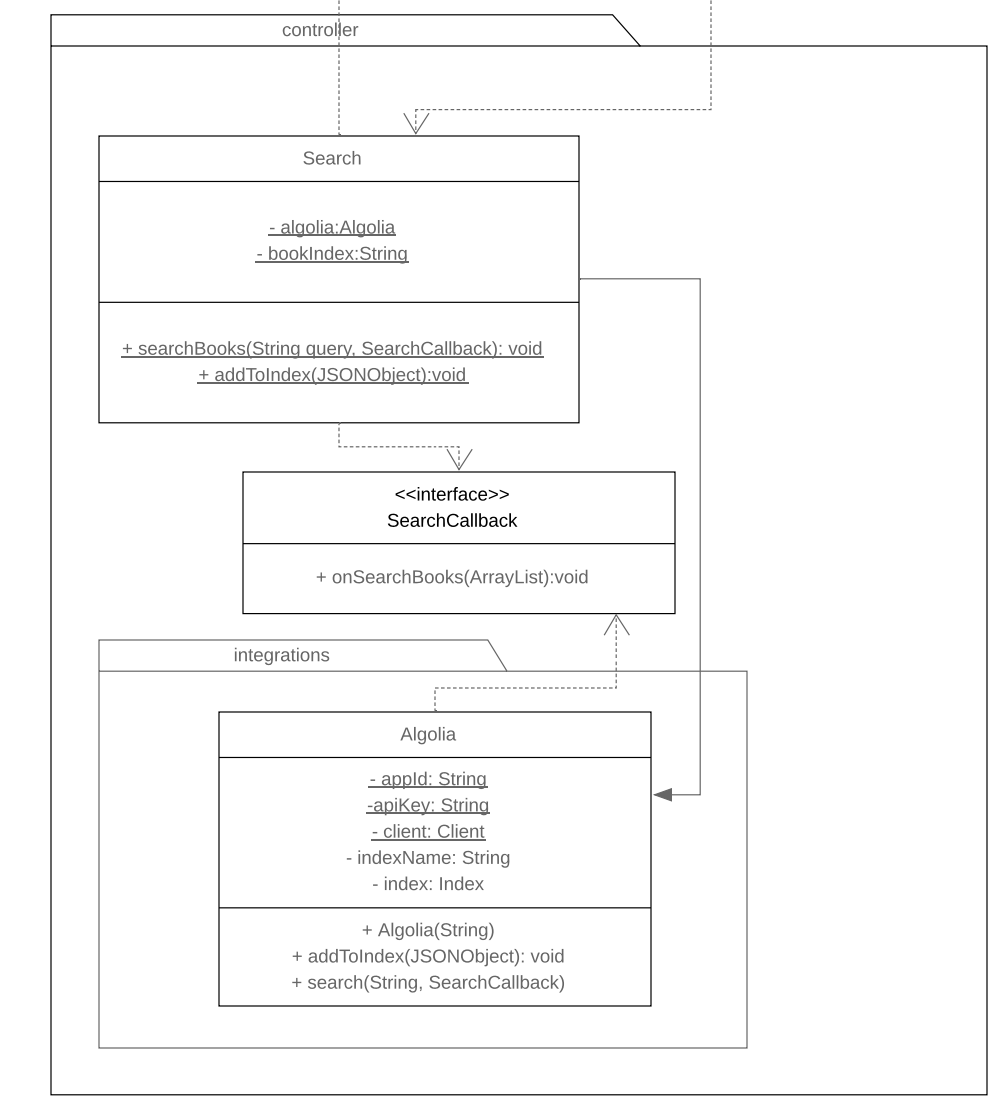 controller
Search
- algolia:Algolia
- bookIndex:String
+ searchBooks(String query, SearchCallback): void
+ addToIndex(JSONObject):void
<<interface>>
SearchCallback
+ onSearchBooks(ArrayList):void
integrations
Algolia
- appId: String
-apiKey: String
- client: Client
- indexName: String
- index: Index
+ Algolia(String)
+ addToIndex(JSONObject): void
+ search(String, SearchCallback)